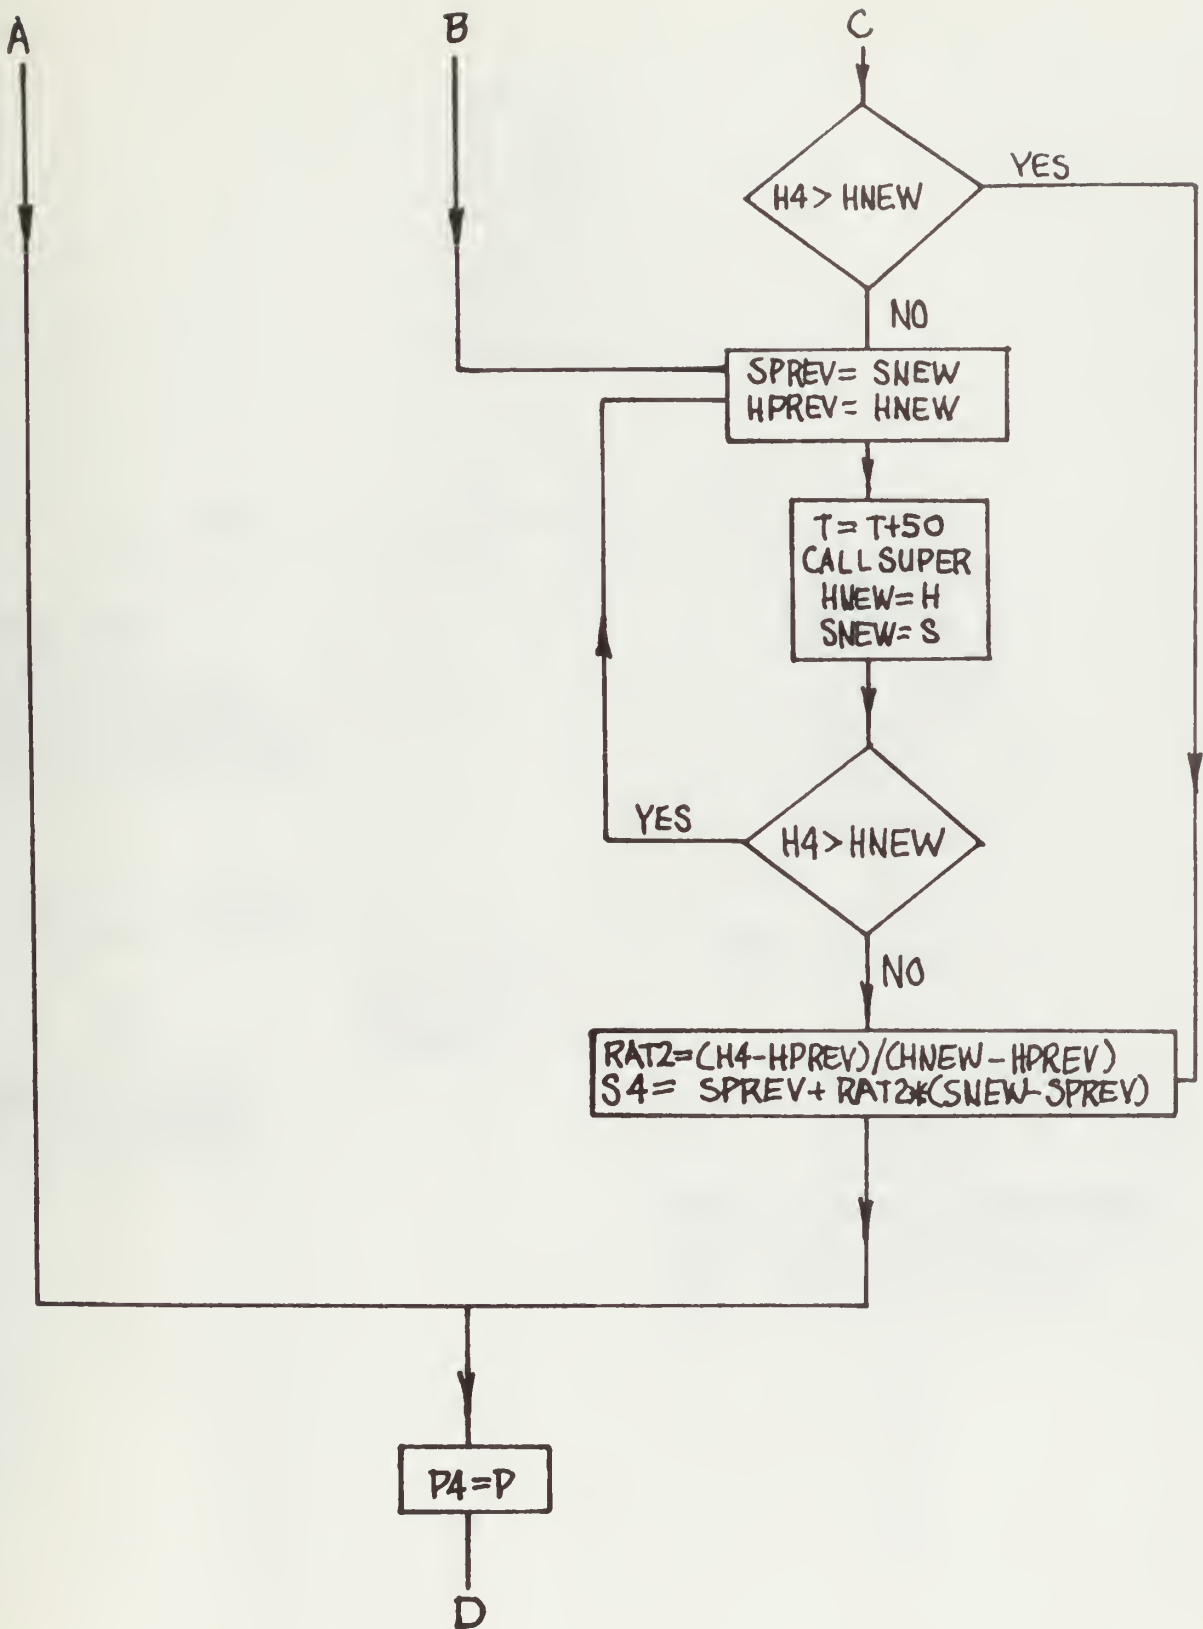 A
B
C
H4 > HNEW
YES
NO
SPREV = SNEW
HPREV = HNEW
T = T+50
CALL SUPER
HNEW = H
SNEW = S
H4 > HNEW
YES
NO
RAT2=(H4-HPREV)/(HNEW-HPREV)
S4 = SPREV + RAT2*(SNEW-SPREV)
P4=P
D